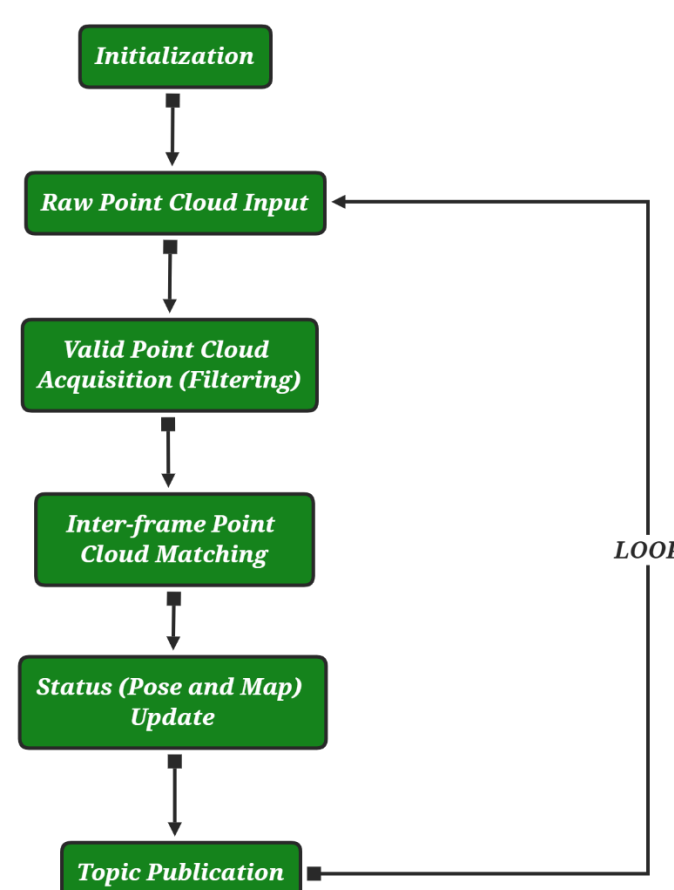 Initialization
Raw Point Cloud Input
Valid Point Cloud
Acquisition (Filtering)
Inter-frame Point
Cloud Matching
LOOP
Status (Pose and Map)
Update
Topic Publication